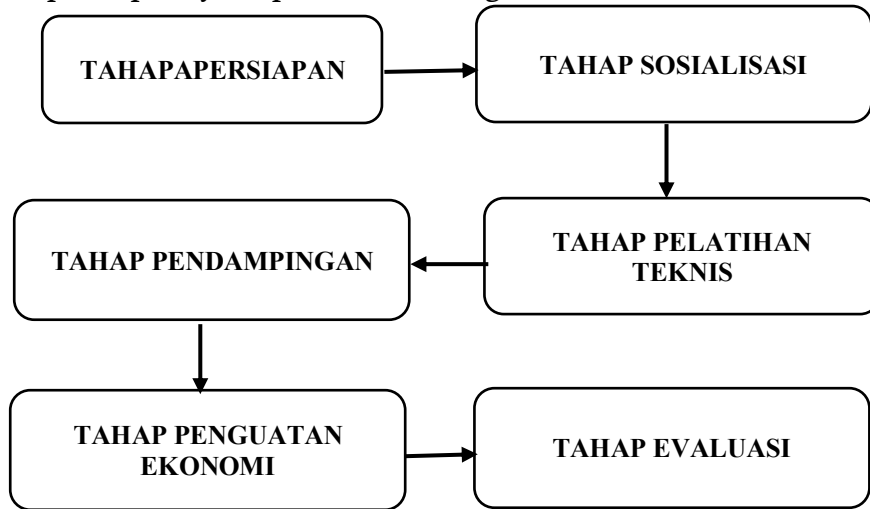 TAHAPAPERSIAPAN
TAHAP SOSIALISASI
TAHAP PELATIHAN
TEKNIS
TAHAP PENDAMPINGAN
TAHAP PENGUATAN
EKONOMI
TAHAP EVALUASI